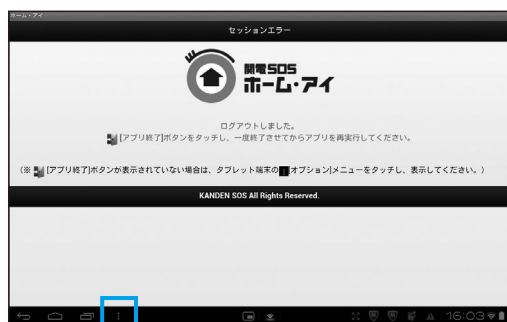 ホーム・アイ
セッションエラー
関電SOS
ホーム・アイ
ログアウトしました。
[アプリ終了]ボタンをタッチし、一度終了させてからアプリを再実行してください。
(※ [アプリ終了]ボタンが表示されていない場合は、タブレット端末の[オプション]メニューをタッチし、表示してください。)
KANDEN SOS All Rights Reserved.
16:03